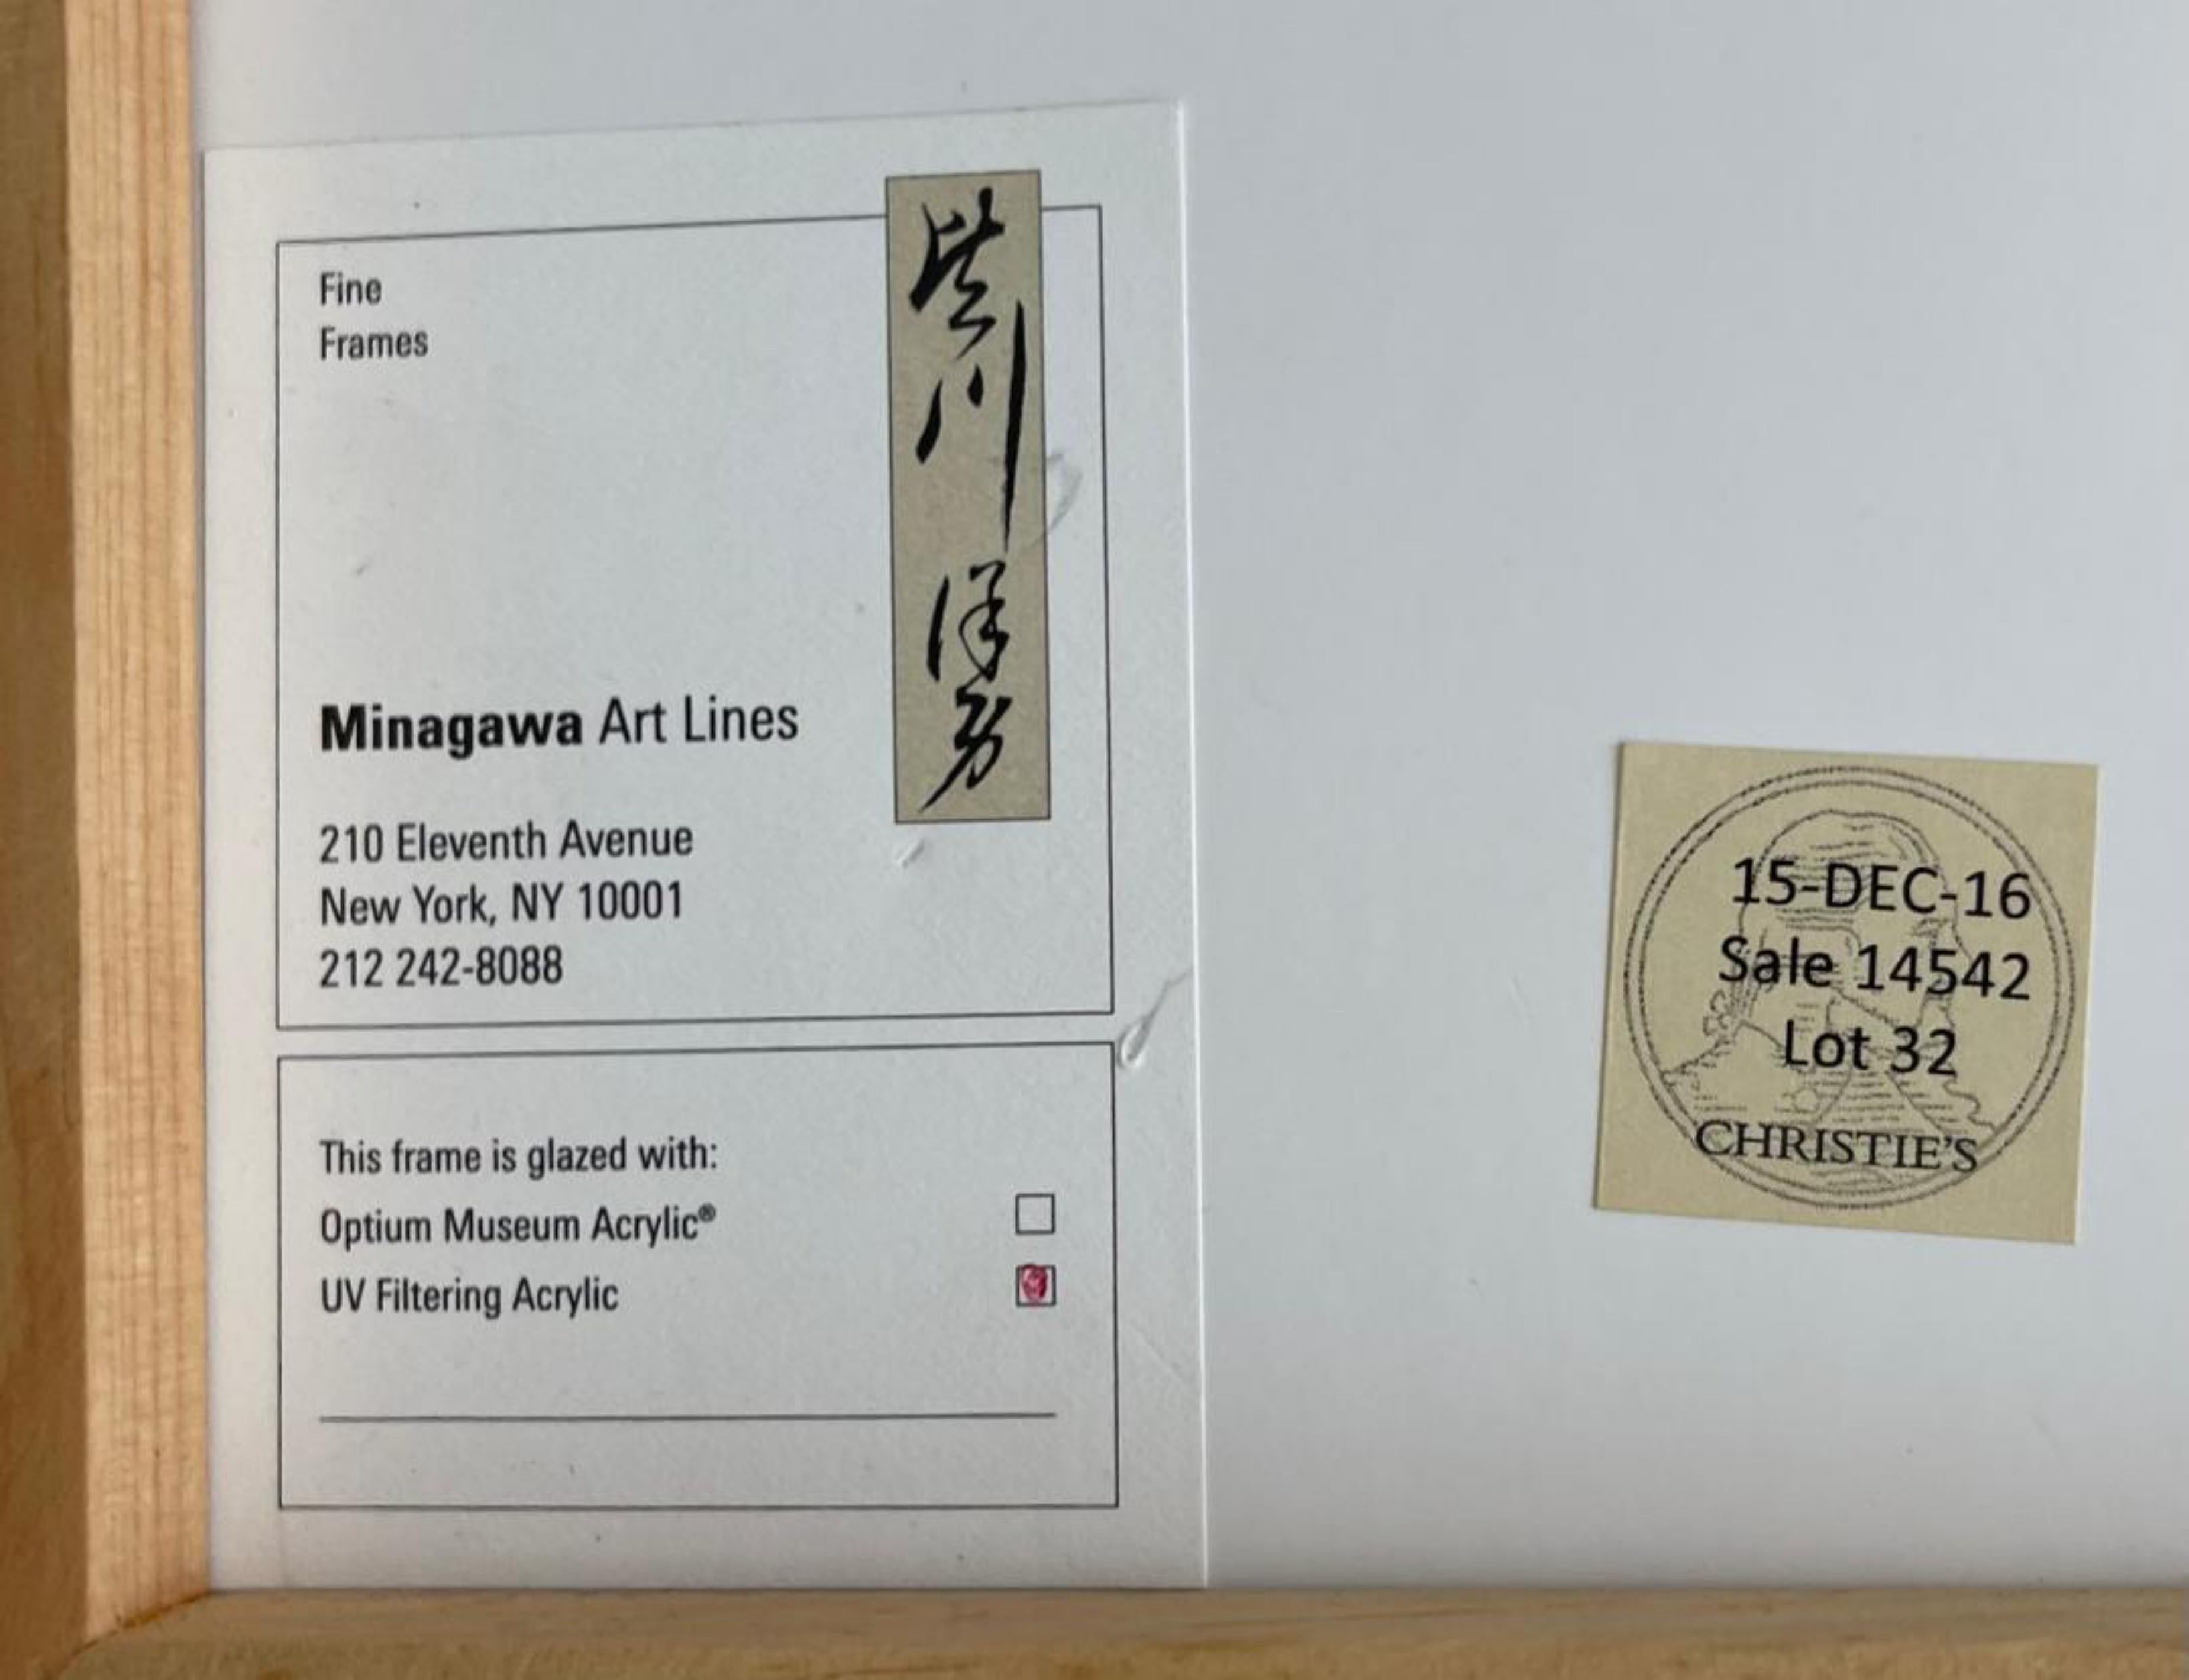 Fine
Frames
皆川
Minagawa Art Lines
210 Eleventh Avenue
New York, NY 10001
212 242-8088
This frame is glazed with:
Optium Museum Acrylic®
UV Filtering Acrylic
15-DEC-16
Sale 14542
Lot 32
CHRISTIE'S